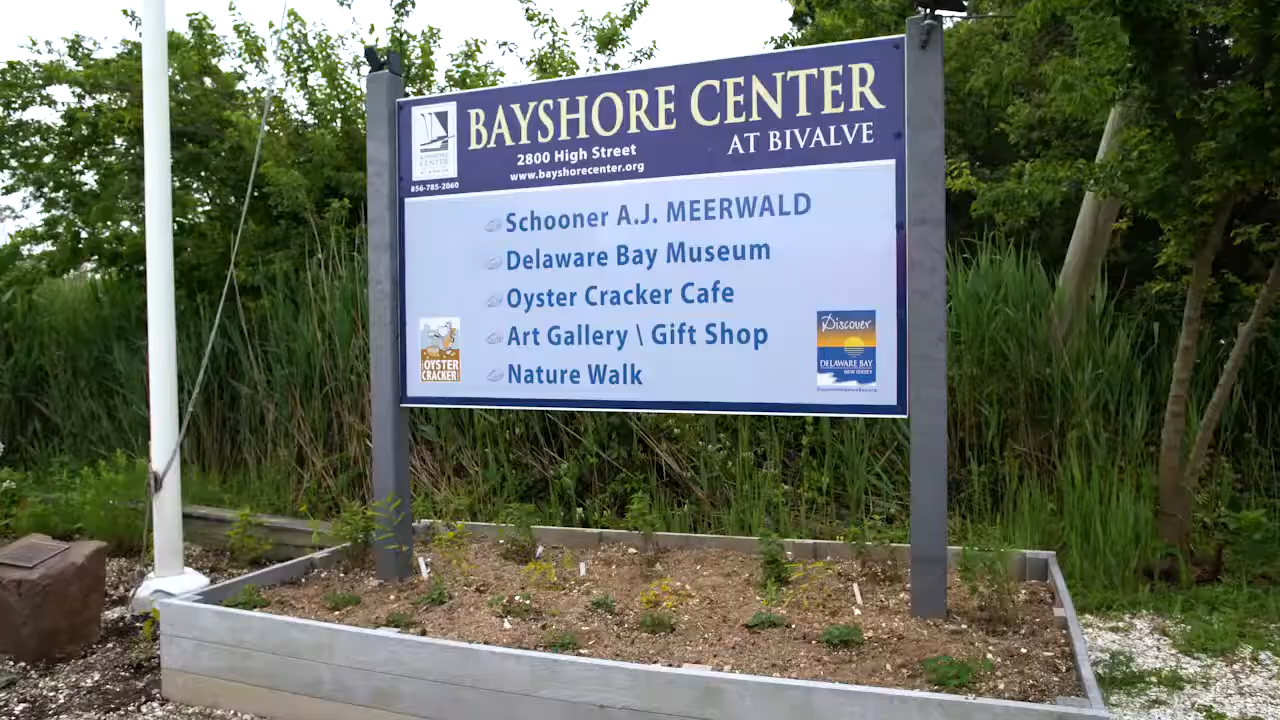 BAYSHORE CENTER
AT BIVALVE
2800 High Street
www.bayshorecenter.org
856-785-2060
Schooner A.J. MEERWALD
Delaware Bay Museum
Oyster Cracker Cafe
Art Gallery \ Gift Shop
Nature Walk
OYSTER
CRACKER
Discover
DELAWARE BAY
NEW JERSEY